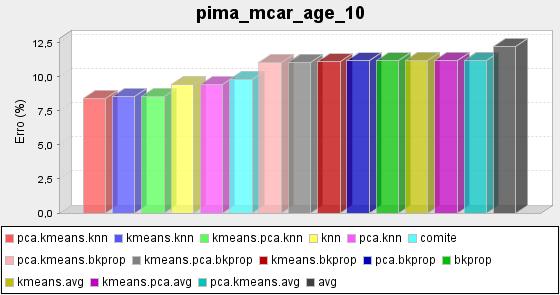 pima_mcar_age_10
12,5
10,0
7,5
5,0
2,5
0,0
Erro (%)
pca.kmeans.knn kmeans.knn kmeans.pca.knn knn pca.knn comite
pca.kmeans.bkprop kmeans.pca.bkprop kmeans.bkprop pca.bkprop bkprop
kmeans.avg kmeans.pca.avg pca.kmeans.avg avg